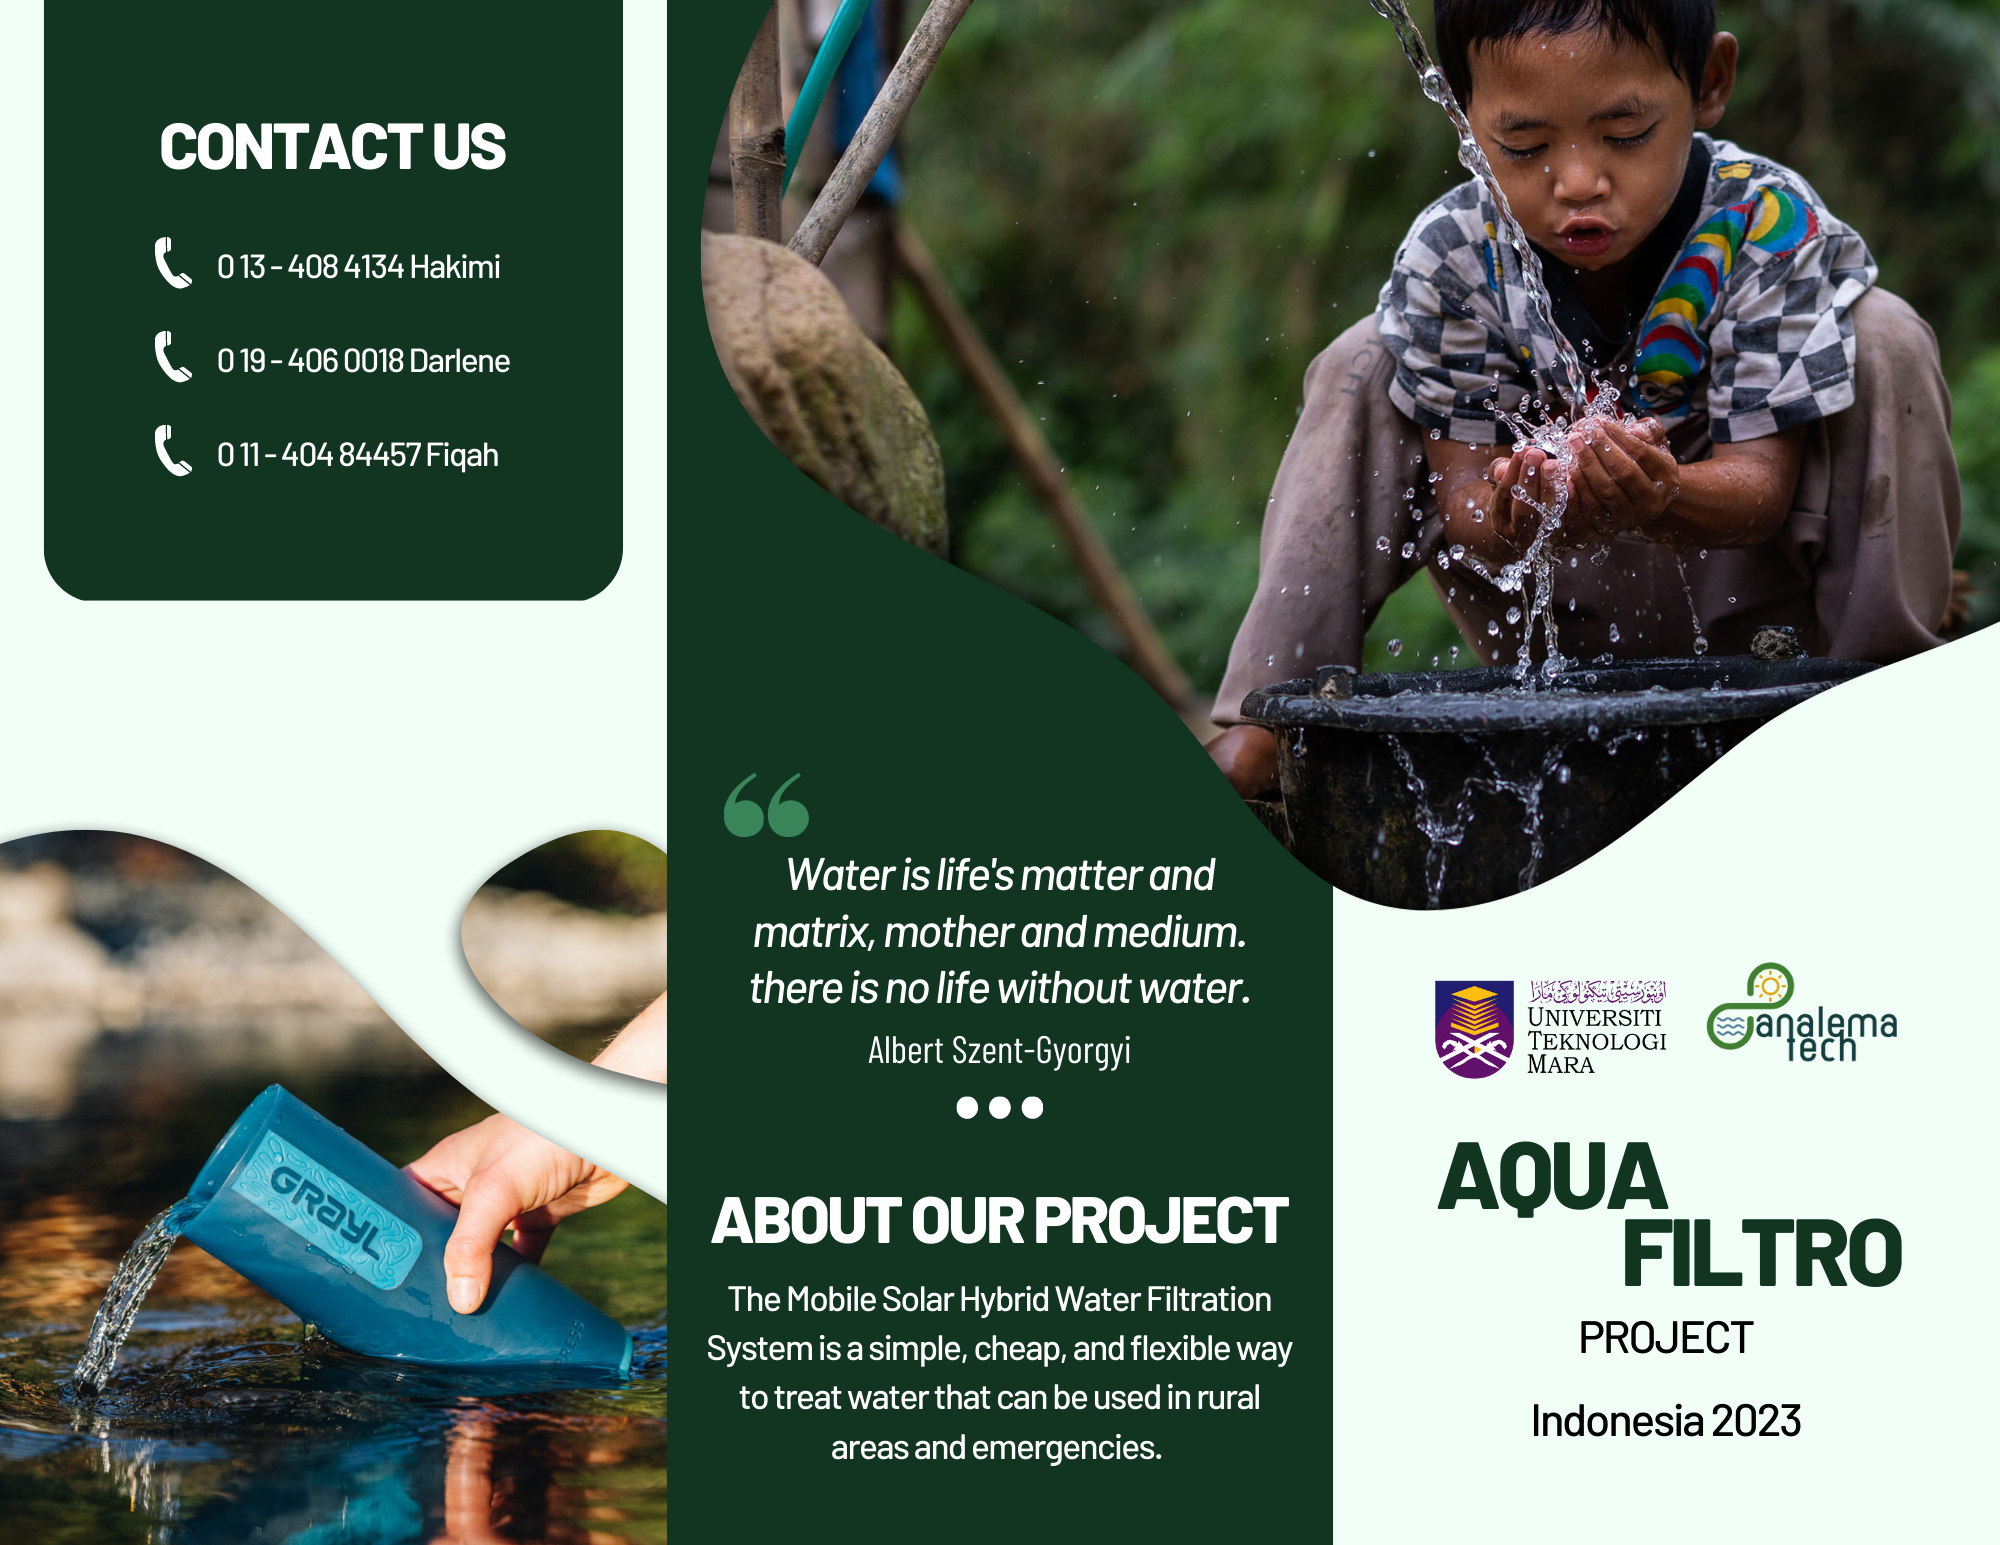 CONTACT US
0 13 - 408 4134 Hakimi
0 19 - 406 0018 Darlene
0 11 - 404 84457 Fiqah
GRAYL
“
Water is life's matter and
matrix, mother and medium.
there is no life without water.
Albert Szent-Gyorgyi
ABOUT OUR PROJECT
The Mobile Solar Hybrid Water Filtration
System is a simple, cheap, and flexible way
to treat water that can be used in rural
areas and emergencies.
اونيۏرسيتي تيكنولوݢي مارا
UNIVERSITI
TEKNOLOGI
MARA
analema
tech
AQUA
FILTRO
PROJECT
Indonesia 2023